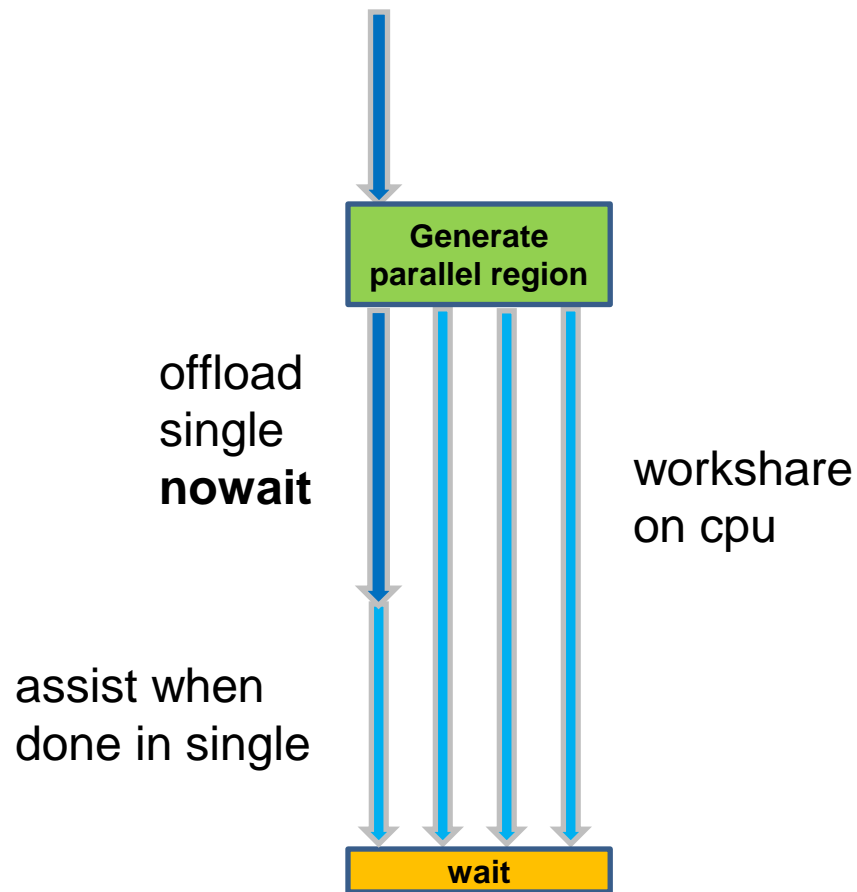 Generate
parallel region
offload
single
nowait
workshare
on cpu
assist when
done in single
wait